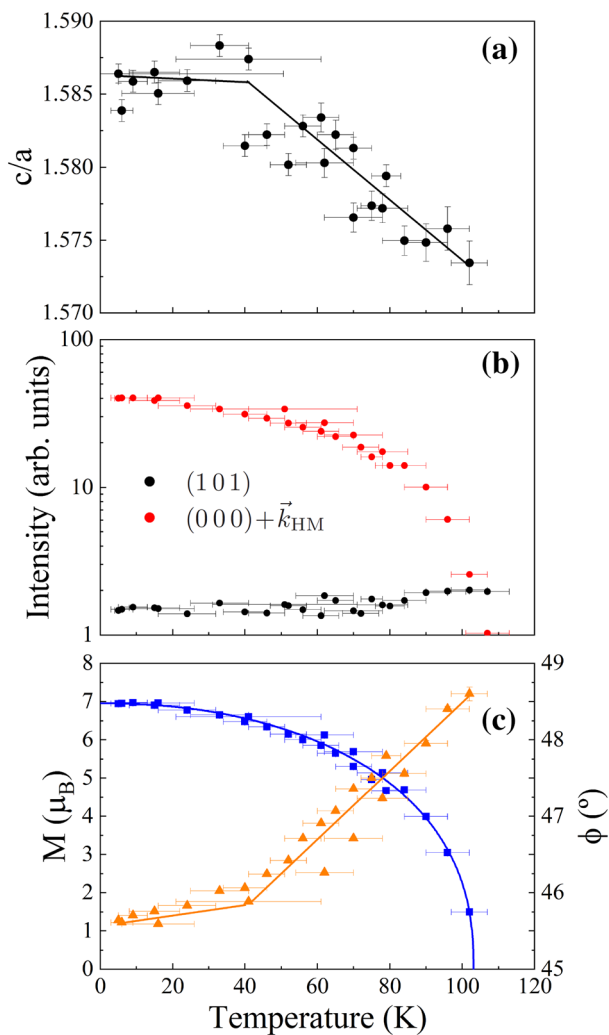 1.590
(a)
1.585
1.580
1.575
1.570
c/a
100
(b)
10
1
Intensity (arb. units)
(1 0 1)
(0 0 0) + k⃗HM
8
7
6
5
4
3
2
1
0
M (μB)
(c)
49
48
47
46
45
ϕ (º)
0 20 40 60 80 100 120
Temperature (K)